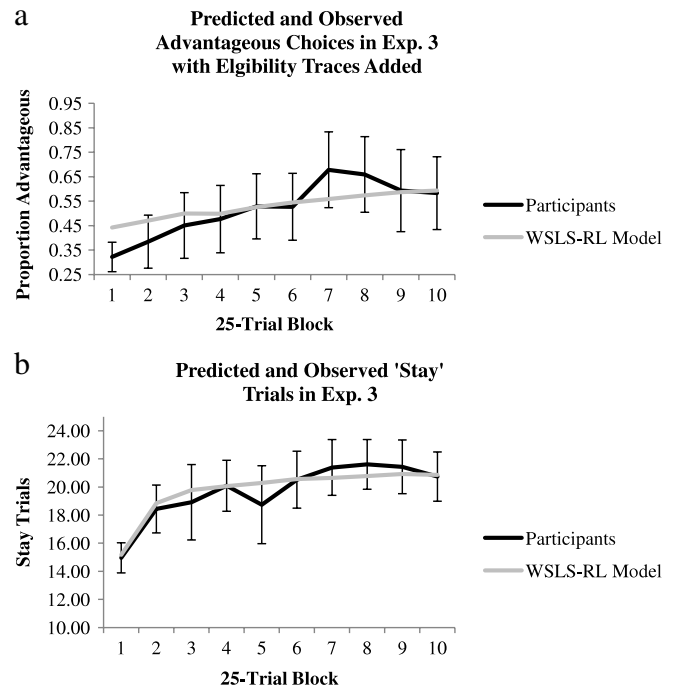 a
Predicted and Observed
Advantageous Choices in Exp. 3
with Elgibility Traces Added
Proportion Advantageous
0.95
0.85
0.75
0.65
0.55
0.45
0.35
0.25
1 2 3 4 5 6 7 8 9 10
25-Trial Block
Participants
WSLS-RL Model
b
Predicted and Observed 'Stay'
Trials in Exp. 3
Stay Trials
24.00
22.00
20.00
18.00
16.00
14.00
12.00
10.00
1 2 3 4 5 6 7 8 9 10
25-Trial Block
Participants
WSLS-RL Model